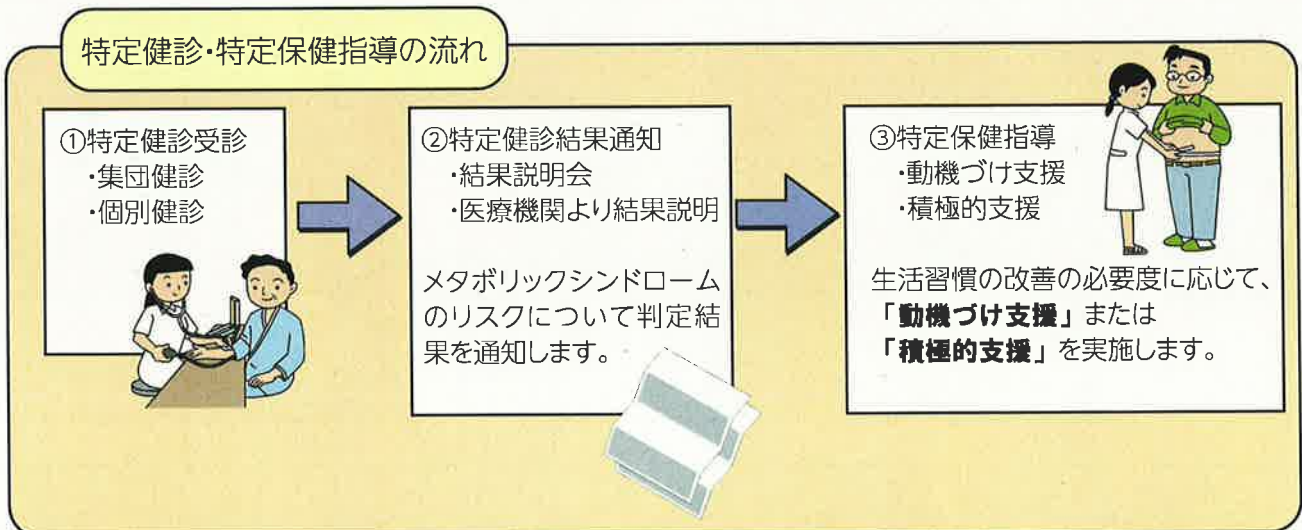 特定健診・特定保健指導の流れ
①特定健診受診
・集団健診
・個別健診
②特定健診結果通知
・結果説明会
・医療機関より結果説明
メタボリックシンドローム
のリスクについて判定結
果を通知します。
③特定保健指導
・動機づけ支援
・積極的支援
生活習慣の改善の必要度に応じて、
「動機づけ支援」または
「積極的支援」を実施します。